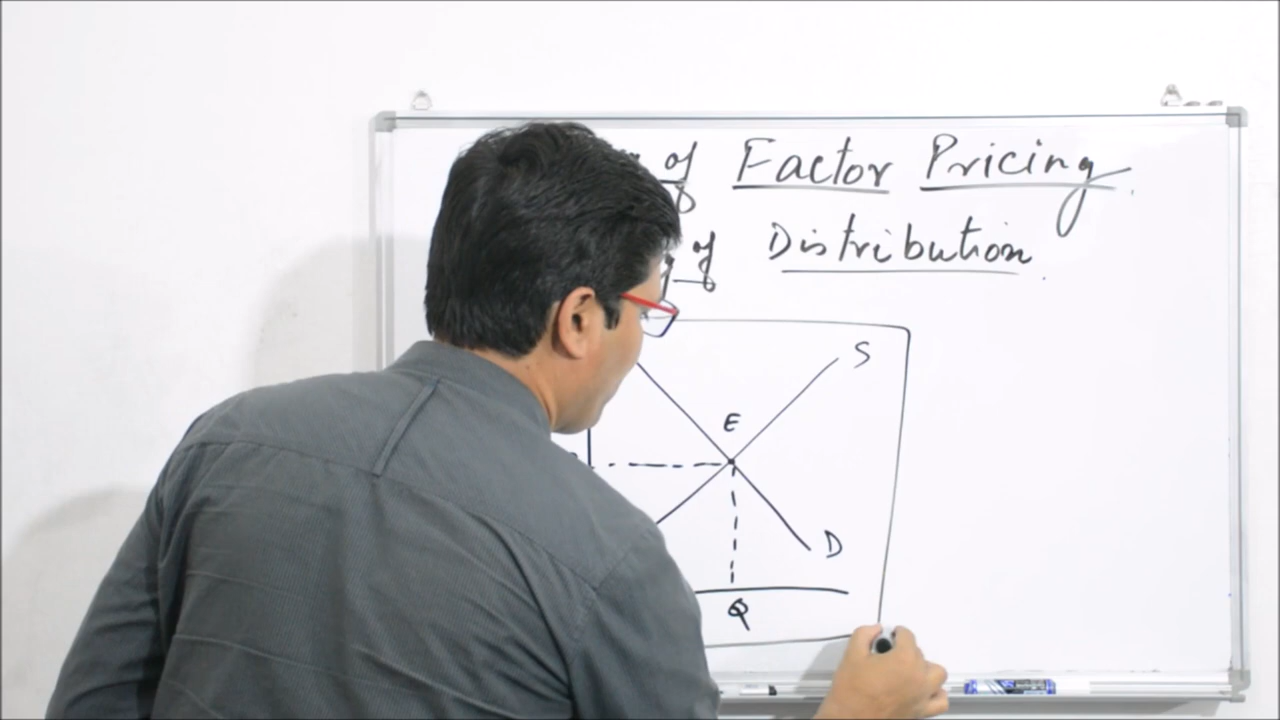 of Factor Pricing
of Distribution
S
E
D
Q